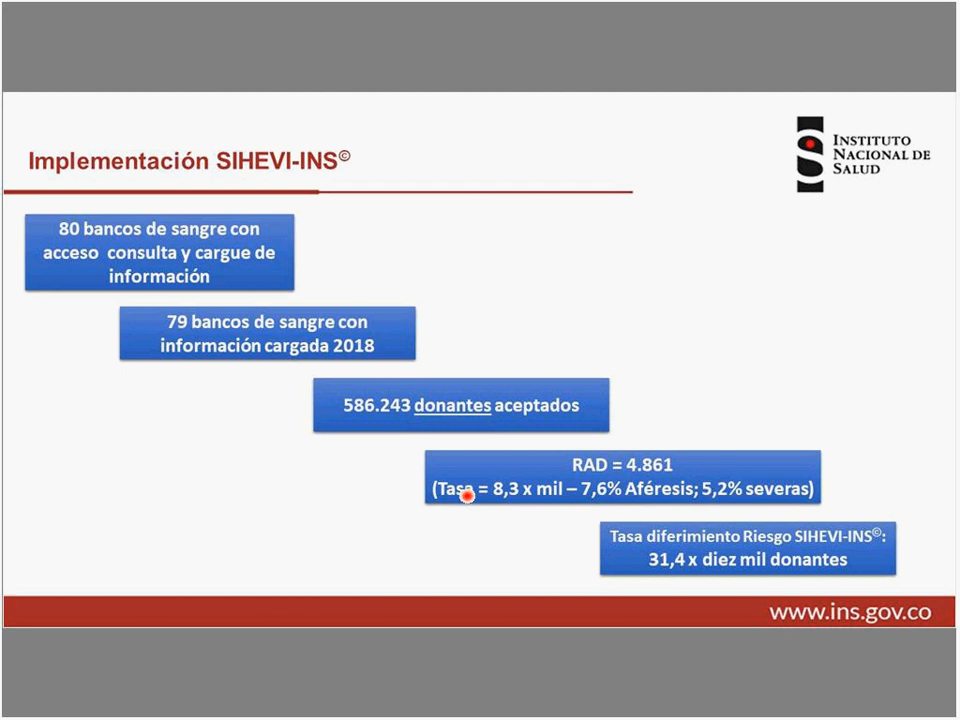 Implementación SIHEVI-INS©
INSTITUTO
NACIONAL DE
SALUD
80 bancos de sangre con
acceso consulta y cargue de
información
79 bancos de sangre con
información cargada 2018
586.243 donantes aceptados
RAD = 4.861
(Tasa = 8,3 x mil – 7,6% Aféresis; 5,2% severas)
Tasa diferimiento Riesgo SIHEVI-INS©:
31,4 x diez mil donantes
www.ins.gov.co